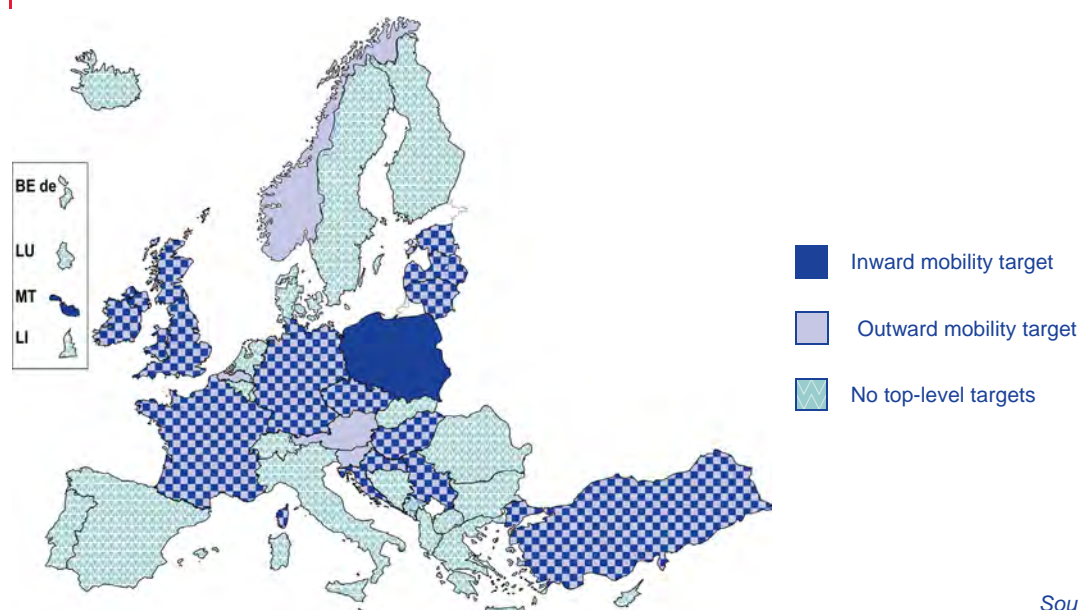 BE de
LU
MT
LI
Inward mobility target
Outward mobility target
No top-level targets
Sou